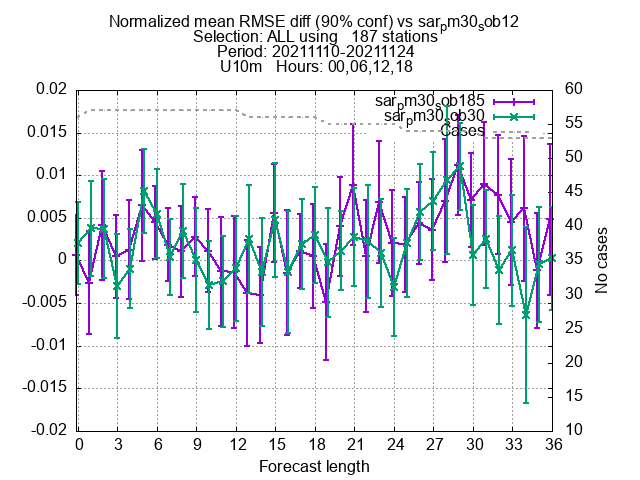 Normalized mean RMSE diff (90% conf) vs sar_pm30_sob12
Selection: ALL using 187 stations
Period: 20211110-20211124
U10m Hours: 00,06,12,18
sar_pm30_sob185
sar_pm30_sob30
Cases
0.02
0.015
0.01
0.005
0
-0.005
-0.01
-0.015
-0.02
60
55
50
45
40
35
30
25
20
15
10
No cases
0 3 6 9 12 15 18 21 24 27 30 33 36
Forecast length